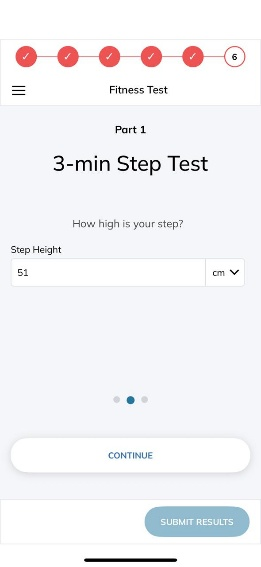 6
Fitness Test
Part 1
3-min Step Test
How high is your step?
Step Height
51 cm
CONTINUE
SUBMIT RESULTS